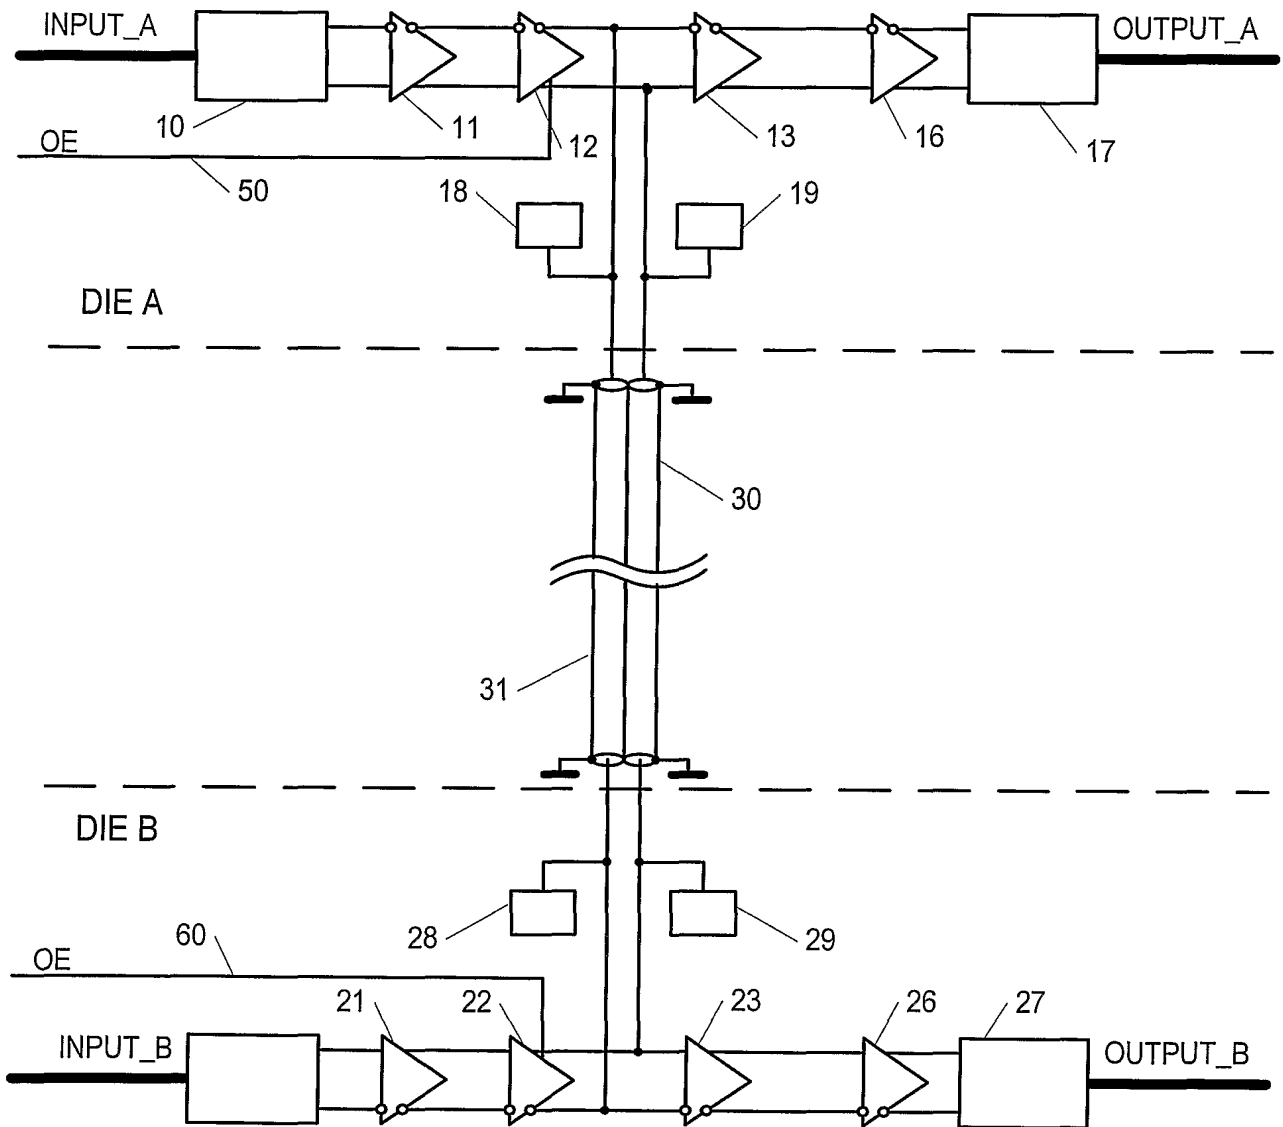 INPUT_A
OUTPUT_A
10
11
12
13
16
17
OE
50
18
19
DIE A
30
31
DIE B
28
29
60
OE
21
22
23
26
27
INPUT_B
OUTPUT_B